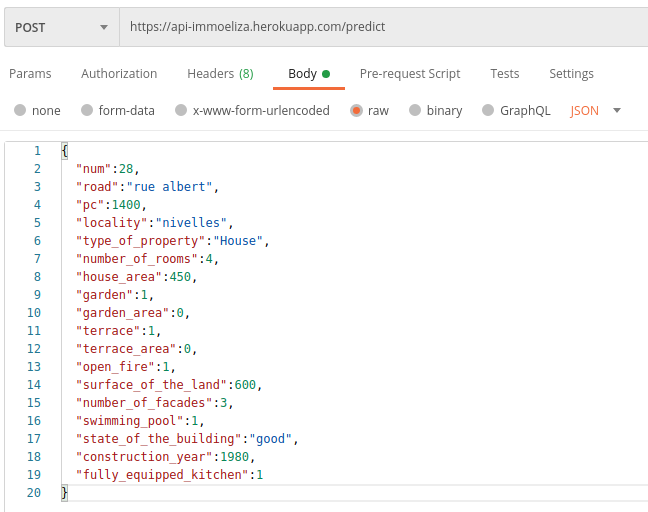 POST https://api-immoeliza.herokuapp.com/predict
Params Authorization Headers (8) Body Pre-request Script Tests Settings
none form-data x-www-form-urlencoded raw binary GraphQL JSON
1 {
2 "num":28,
3 "road":"rue albert",
4 "pc":1400,
5 "locality":"nivelles",
6 "type_of_property":"House",
7 "number_of_rooms":4,
8 "house_area":450,
9 "garden":1,
10 "garden_area":0,
11 "terrace":1,
12 "terrace_area":0,
13 "open_fire":1,
14 "surface_of_the_land":600,
15 "number_of_facades":3,
16 "swimming_pool":1,
17 "state_of_the_building":"good",
18 "construction_year":1980,
19 "fully_equipped_kitchen":1
20 }